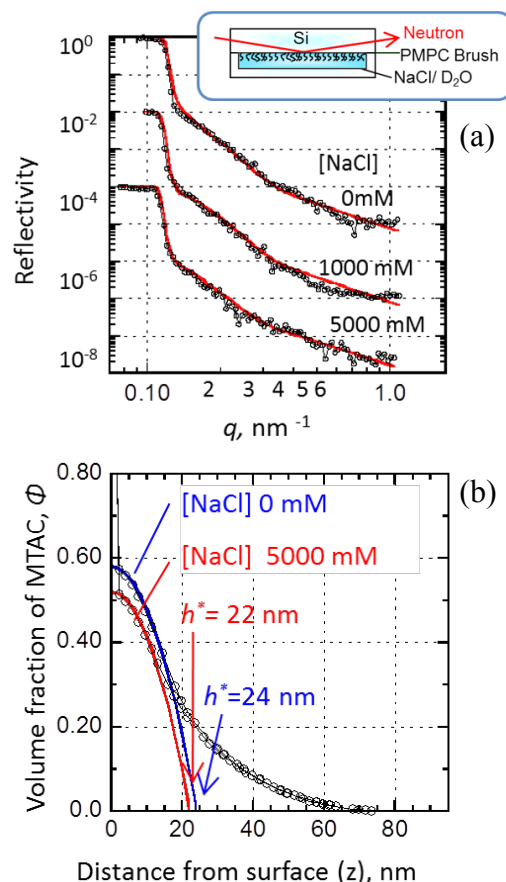 Si
Neutron
PMPC Brush
NaCl/ D₂O
(a)
Reflectivity
10⁰
10⁻²
10⁻⁴
10⁻⁶
10⁻⁸
[NaCl]
0mM
1000 mM
5000 mM
0.10 2 3 4 5 6 1.0
q, nm ⁻¹
(b)
Volume fraction of MTAC, Φ
0.80
0.60
0.40
0.20
0.0
[NaCl] 0 mM
[NaCl] 5000 mM
h*= 22 nm
h*=24 nm
0 20 40 60 80
Distance from surface (z), nm